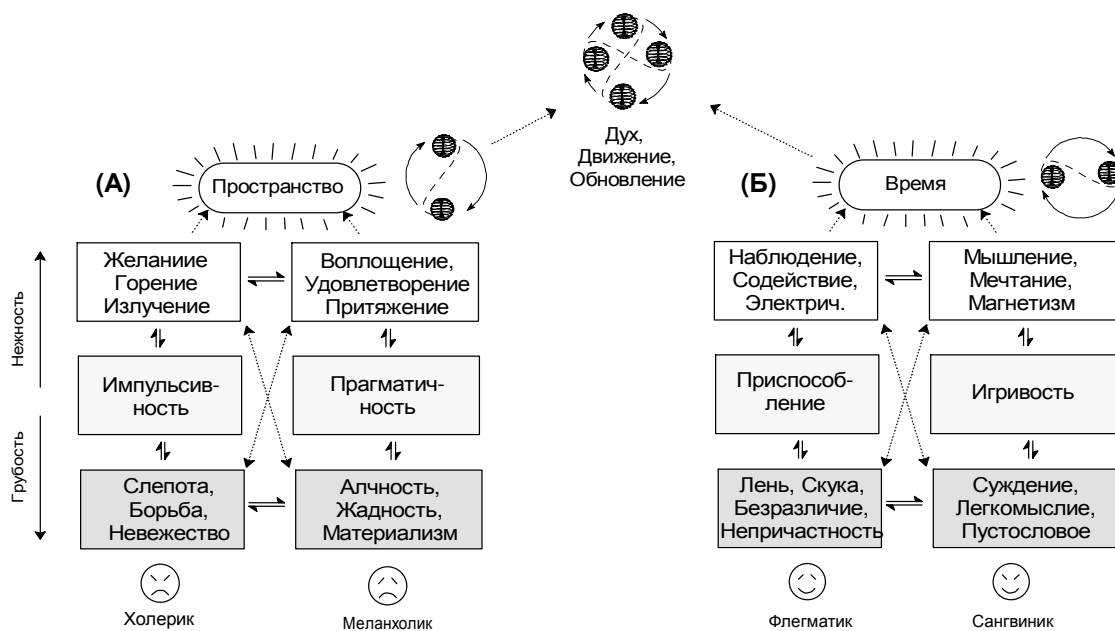 Дух,
Движение,
Обновление
(А)
Пространство
(Б)
Время
Нежность
Грубость
Желаниие
Горение
Излучение
Воплощение,
Удовлетворение
Притяжение
Импульсив-
ность
Прагматич-
ность
Слепота,
Борьба,
Невежество
Алчность,
Жадность,
Материализм
Холерик
Меланхолик
Наблюдение,
Содействие,
Электрич.
Мышление,
Мечтание,
Магнетизм
Приспособ-
ление
Игривость
Лень, Скука,
Безразличие,
Непричастность
Суждение,
Легкомыслие,
Пустословое
Флегматик
Сангвиник